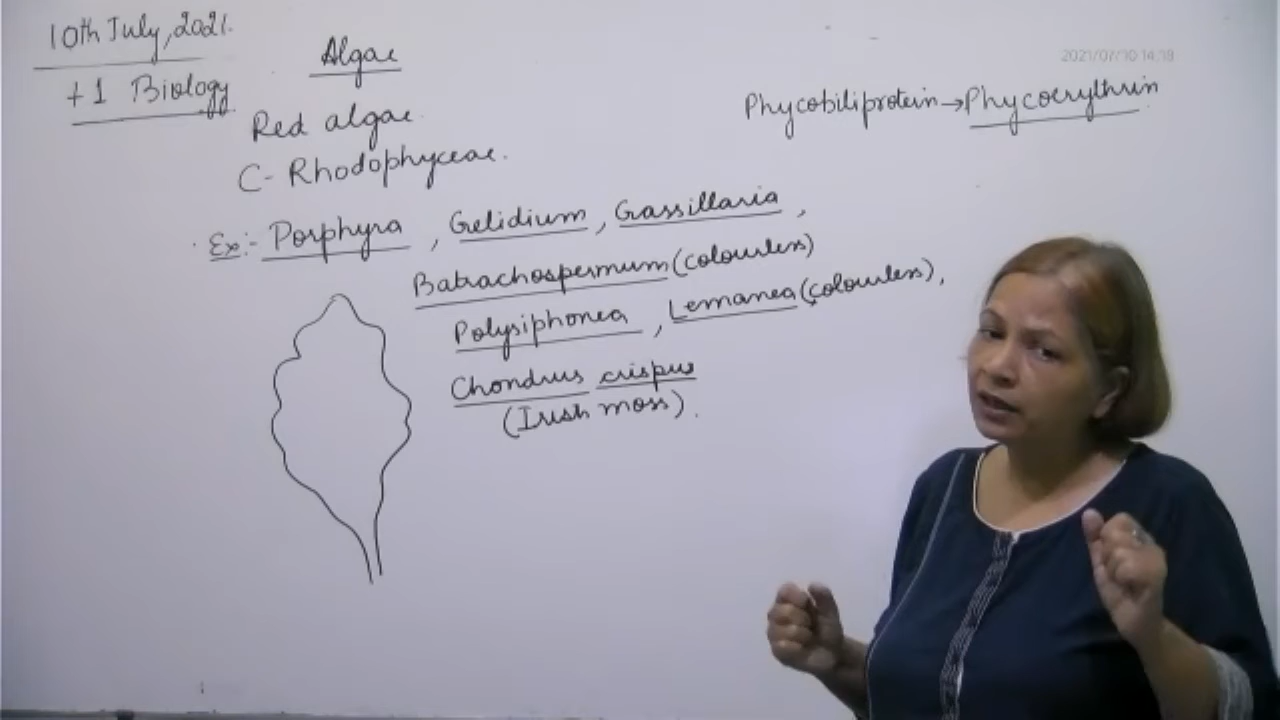 10th July, 2021.
+1 Biology
Algae
2021/07/10 14:18
Phycobiliprotein→Phycoerythrin
Red algae.
C- Rhodophyceae.
Ex:- Porphyra, Gelidium, Grassillaria,
Batrachospermum (colourless)
Polysiphonea, Lemanea (colourless),
Chondrus crispus
(Irish moss).